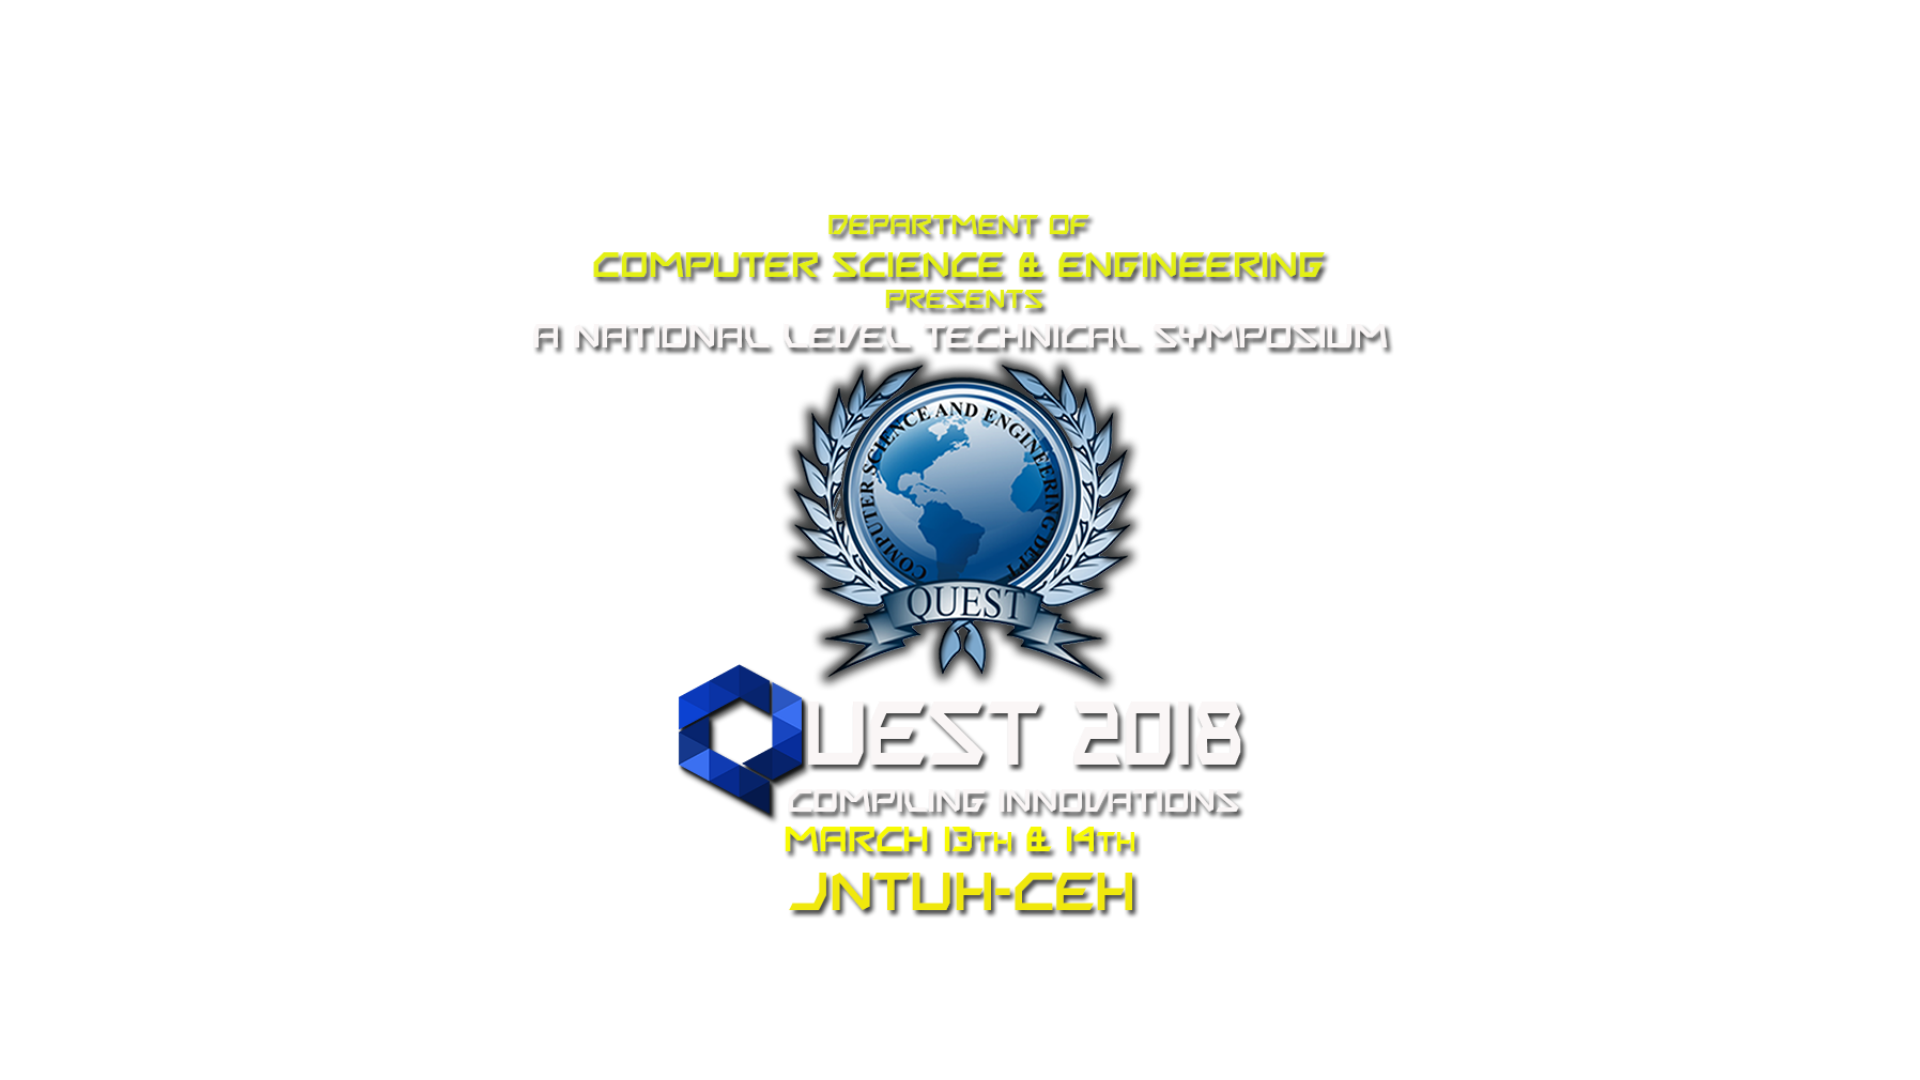 DEPARTMENT OF
COMPUTER SCIENCE & ENGINEERING
PRESENTS
A NATIONAL LEVEL TECHNICAL SYMPOSIUM
COMPUTER SCIENCE AND ENGINEERING DEPT
QUEST
QUEST 2018
COMPILING INNOVATIONS
MARCH 13TH & 14TH
JNTUH-CEH